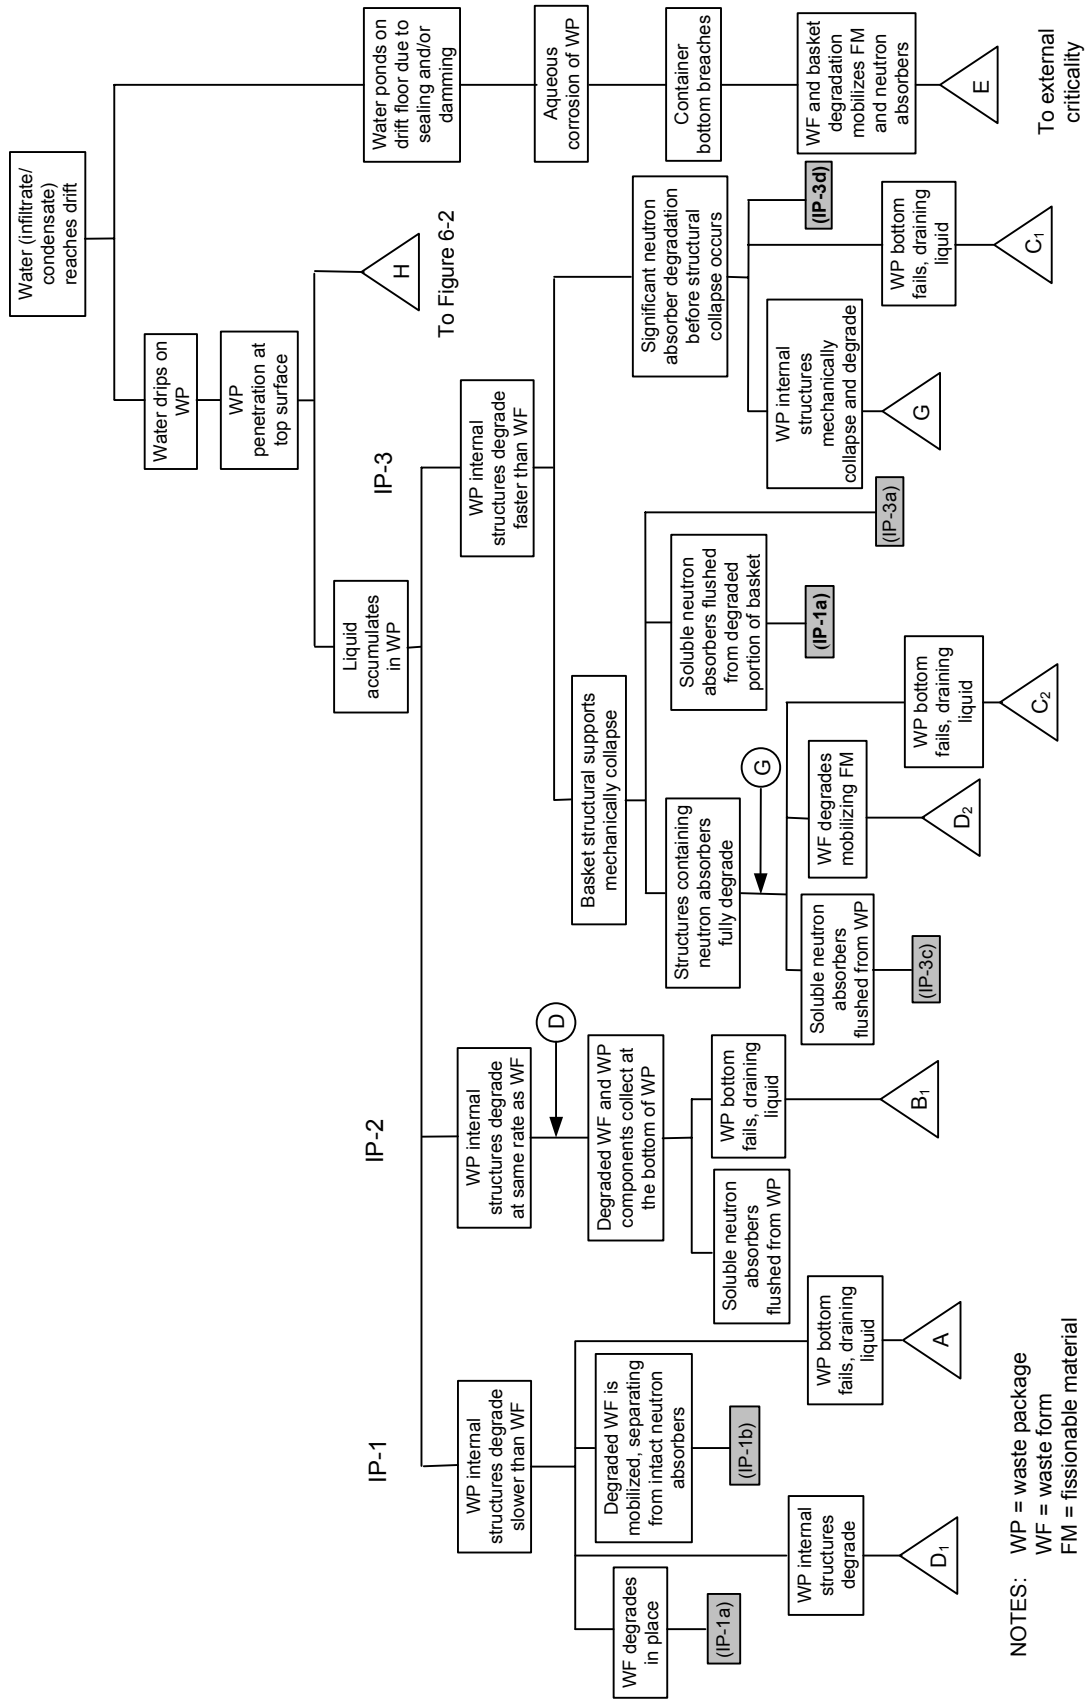 Water (infiltrate/
condensate)
reaches drift
Water drips on
WP
WP
penetration at
top surface
H
To Figure 6-2
Liquid
accumulates
in WP
Water ponds on
drift floor due to
sealing and/or
damming
Aqueous
corrosion of WP
Container
bottom breaches
WF and basket
degradation
mobilizes FM
and neutron
absorbers
E
To external
criticality
IP-1
WP internal
structures degrade
slower than WF
WF degrades
in place
(IP-1a)
WP internal
structures
degrade
D1
Degraded WF is
mobilized, separating
from intact neutron
absorbers
(IP-1b)
WP bottom
fails, draining
liquid
A
IP-2
WP internal
structures degrade
at same rate as WF
D
Degraded WF and WP
components collect at
the bottom of WP
Soluble neutron
absorbers
flushed from WP
WP bottom
fails, draining
liquid
B1
IP-3
WP internal
structures degrade
faster than WF
Basket structural supports
mechanically collapse
Structures containing
neutron absorbers
fully degrade
G
Soluble neutron
absorbers
flushed from WP
(IP-3c)
WF degrades
mobilizing FM
D2
WP bottom
fails, draining
liquid
C2
Soluble neutron
absorbers flushed
from degraded
portion of basket
(IP-1a)
(IP-3a)
Significant neutron
absorber degradation
before structural
collapse occurs
WP internal
structures
mechanically
collapse and degrade
G
WP bottom
fails, draining
liquid
C1
(IP-3d)
NOTES: WP = waste package
WF = waste form
FM = fissionable material